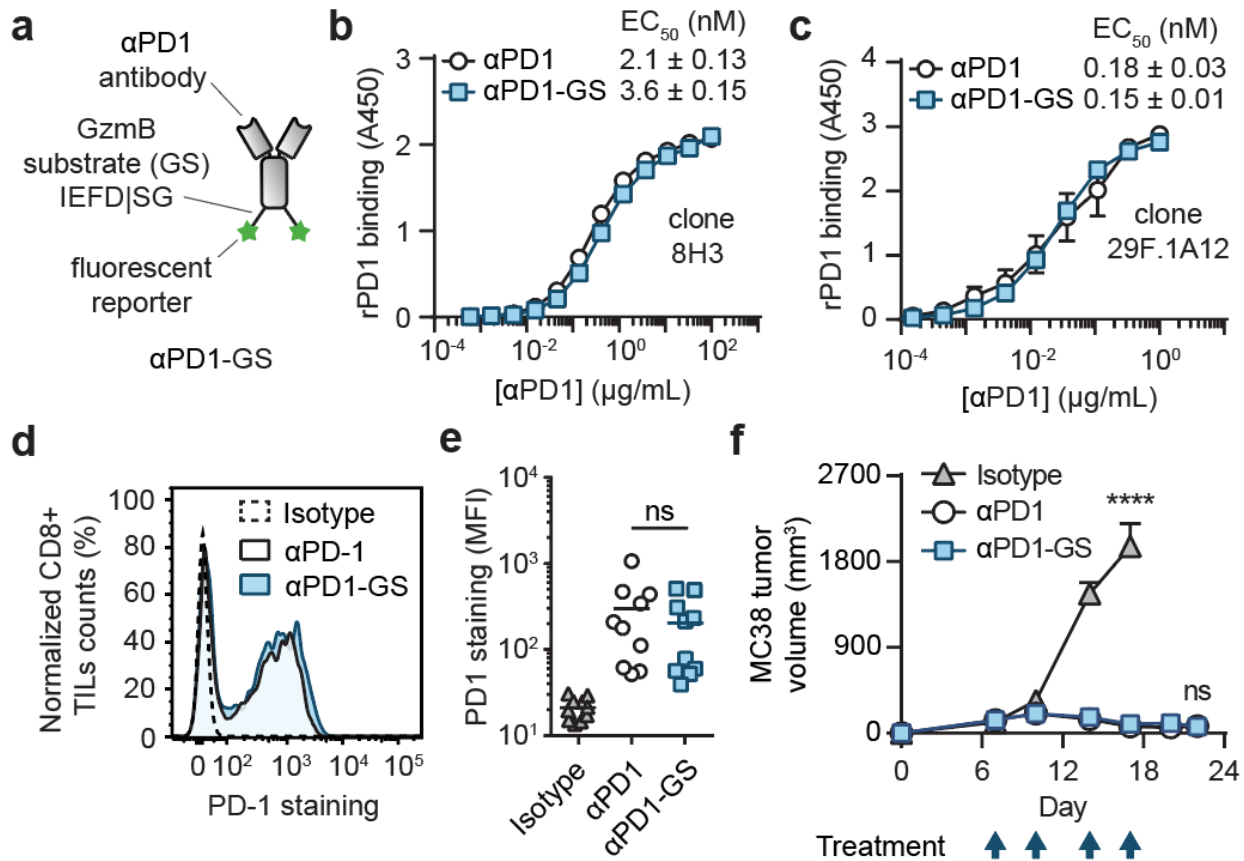 a
αPD1
antibody
GzmB
substrate (GS)
IEFD|SG
fluorescent
reporter
αPD1-GS
b
EC50 (nM)
αPD1 2.1 ± 0.13
αPD1-GS 3.6 ± 0.15
rPD1 binding (A450)
3
2
1
0
clone
8H3
10⁻⁴ 10⁻² 10⁰ 10²
[αPD1] (µg/mL)
c
EC50 (nM)
αPD1 0.18 ± 0.03
αPD1-GS 0.15 ± 0.01
rPD1 binding (A450)
4
3
2
1
0
clone
29F.1A12
10⁻⁴ 10⁻² 10⁰
[αPD1] (µg/mL)
d
Normalized CD8+
TILs counts (%)
100
80
60
40
20
0
Isotype
αPD-1
αPD1-GS
0 10² 10³ 10⁴ 10⁵
PD-1 staining
e
PD1 staining (MFI)
10⁴
10³
10²
10¹
ns
Isotype
αPD1
αPD1-GS
f
Isotype
αPD1
αPD1-GS
MC38 tumor
volume (mm³)
2700
1800
900
0
****
ns
0 6 12 18 24
Day
Treatment